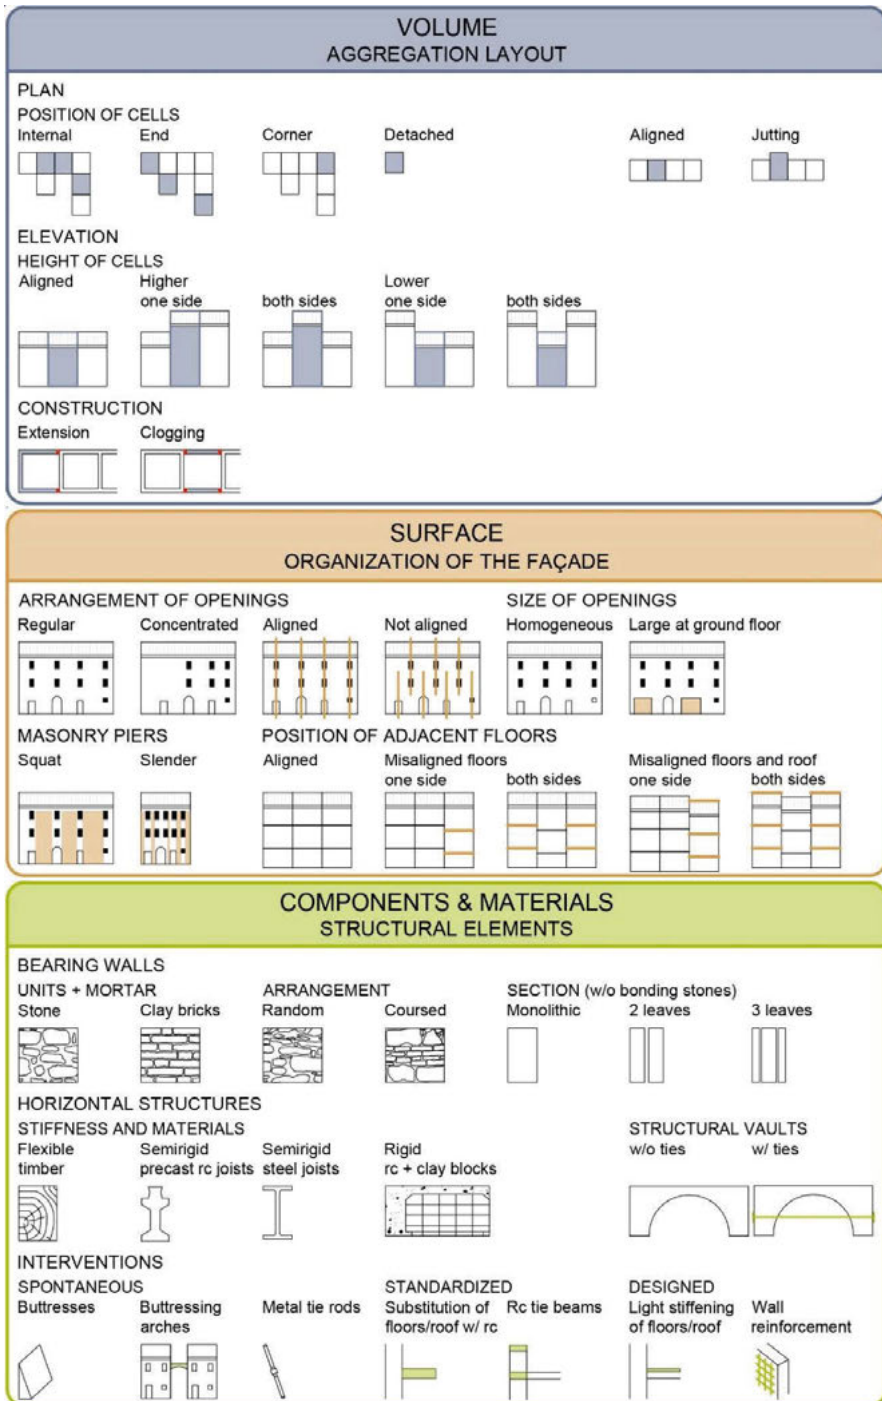 VOLUME
AGGREGATION LAYOUT
PLAN
POSITION OF CELLS
Internal End Corner Detached Aligned Jutting
ELEVATION
HEIGHT OF CELLS
Aligned Higher Lower
one side both sides one side both sides
CONSTRUCTION
Extension Clogging
SURFACE
ORGANIZATION OF THE FAÇADE
ARRANGEMENT OF OPENINGS SIZE OF OPENINGS
Regular Concentrated Aligned Not aligned Homogeneous Large at ground floor
MASONRY PIERS POSITION OF ADJACENT FLOORS
Squat Slender Aligned Misaligned floors Misaligned floors and roof
one side both sides one side both sides
COMPONENTS & MATERIALS
STRUCTURAL ELEMENTS
BEARING WALLS
UNITS + MORTAR ARRANGEMENT SECTION (w/o bonding stones)
Stone Clay bricks Random Coursed Monolithic 2 leaves 3 leaves
HORIZONTAL STRUCTURES
STIFFNESS AND MATERIALS STRUCTURAL VAULTS
Flexible Semirigid Semirigid Rigid w/o ties w/ ties
timber precast rc joists steel joists rc + clay blocks
INTERVENTIONS
SPONTANEOUS STANDARDIZED DESIGNED
Buttresses Buttressing Metal tie rods Substitution of Rc tie beams Light stiffening Wall
arches floors/roof w/ rc of floors/roof reinforcement